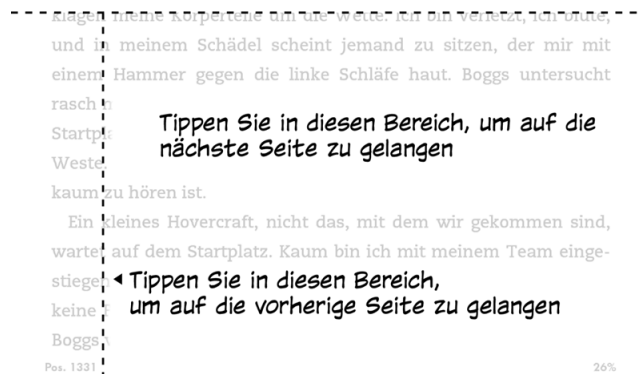 klagen meine Körperteile um die Wette. Ich bin verletzt, ich blute,
und in meinem Schädel scheint jemand zu sitzen, der mir mit
einem Hammer gegen die linke Schläfe haut. Boggs untersucht
rasch
Tippen Sie in diesen Bereich, um auf die
nächste Seite zu gelangen
kaum zu hören ist.
Ein kleines Hovercraft, nicht das, mit dem wir gekommen sind,
wartet auf dem Startplatz. Kaum bin ich mit meinem Team einge-
stiegen
◄ Tippen Sie in diesen Bereich,
um auf die vorherige Seite zu gelangen
keine
Boggs
Pos. 1331 26%